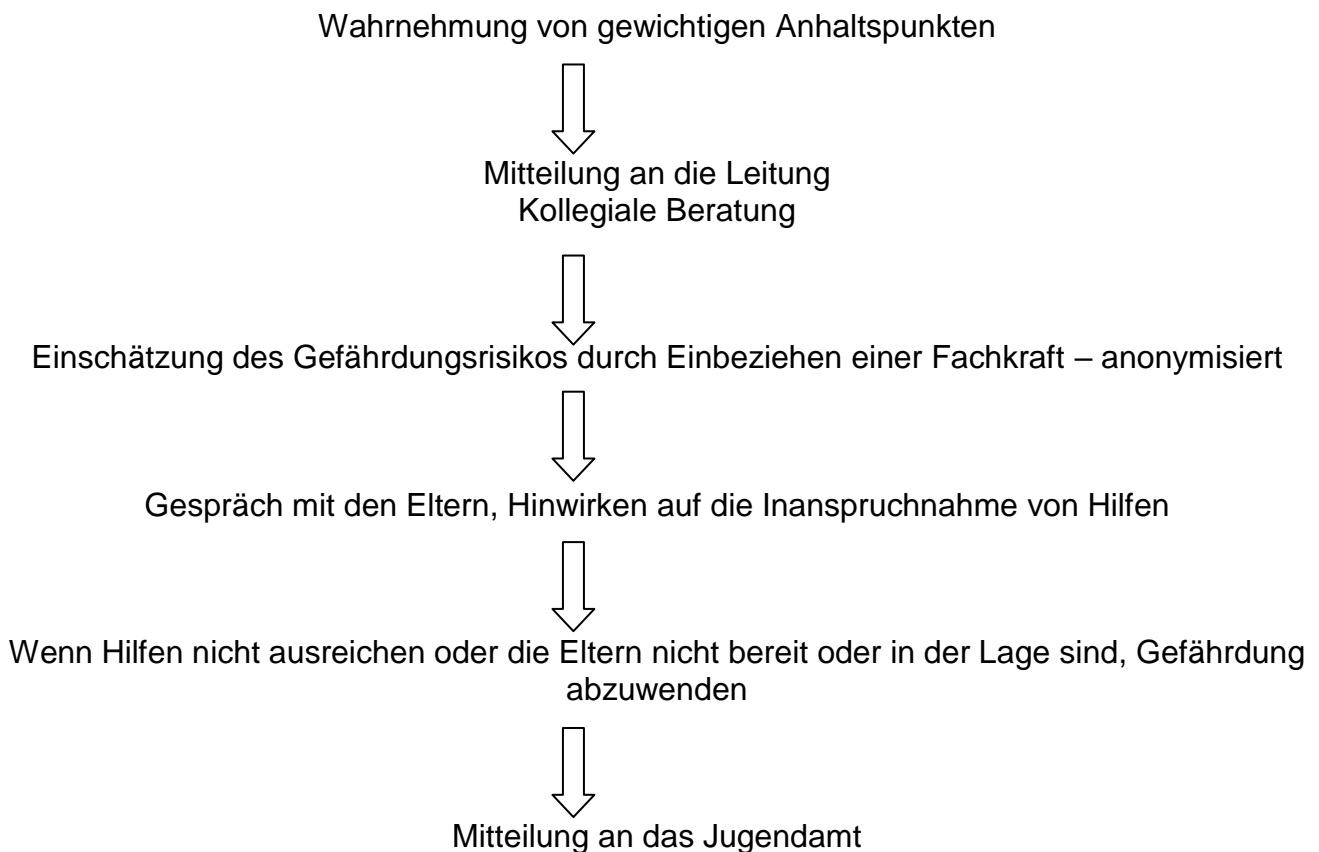 Wahrnehmung von gewichtigen Anhaltspunkten
Mitteilung an die Leitung
Kollegiale Beratung
Einschätzung des Gefährdungsrisikos durch Einbeziehen einer Fachkraft – anonymisiert
Gespräch mit den Eltern, Hinwirken auf die Inanspruchnahme von Hilfen
Wenn Hilfen nicht ausreichen oder die Eltern nicht bereit oder in der Lage sind, Gefährdung
abzuwenden
Mitteilung an das Jugendamt